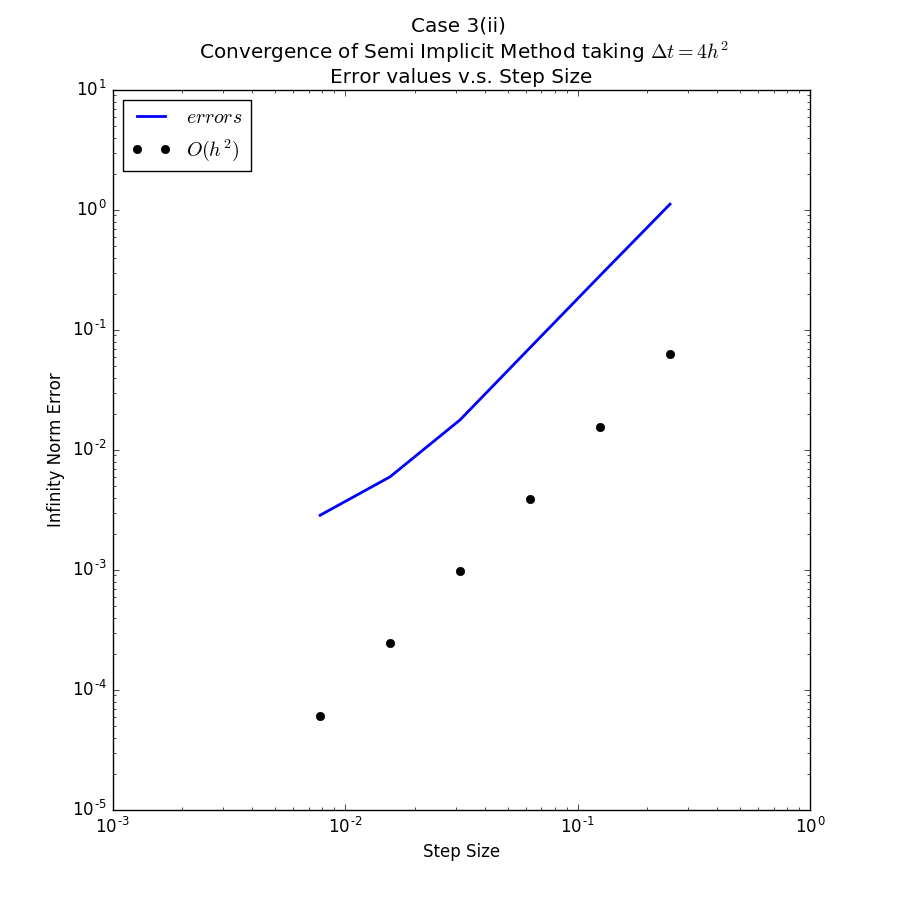 Case 3(ii)
Convergence of Semi Implicit Method taking Δt = 4h²
Error values v.s. Step Size
errors
O(h²)
10¹
10⁰
10⁻¹
10⁻²
10⁻³
10⁻⁴
10⁻⁵
Infinity Norm Error
10⁻³
10⁻²
10⁻¹
10⁰
Step Size